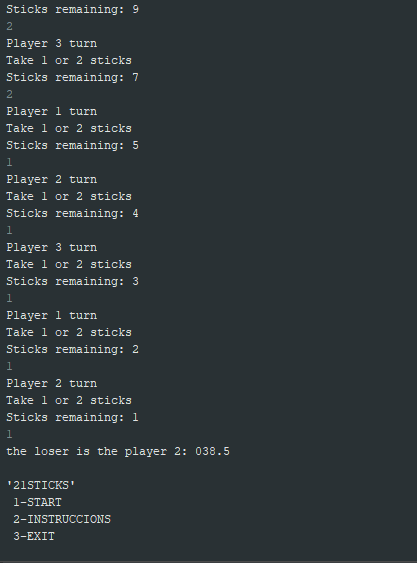 Sticks remaining: 9
2
Player 3 turn
Take 1 or 2 sticks
Sticks remaining: 7
2
Player 1 turn
Take 1 or 2 sticks
Sticks remaining: 5
1
Player 2 turn
Take 1 or 2 sticks
Sticks remaining: 4
1
Player 3 turn
Take 1 or 2 sticks
Sticks remaining: 3
1
Player 1 turn
Take 1 or 2 sticks
Sticks remaining: 2
1
Player 2 turn
Take 1 or 2 sticks
Sticks remaining: 1
1
the loser is the player 2: 038.5
'21STICKS'
1-START
2-INSTRUCCIONS
3-EXIT